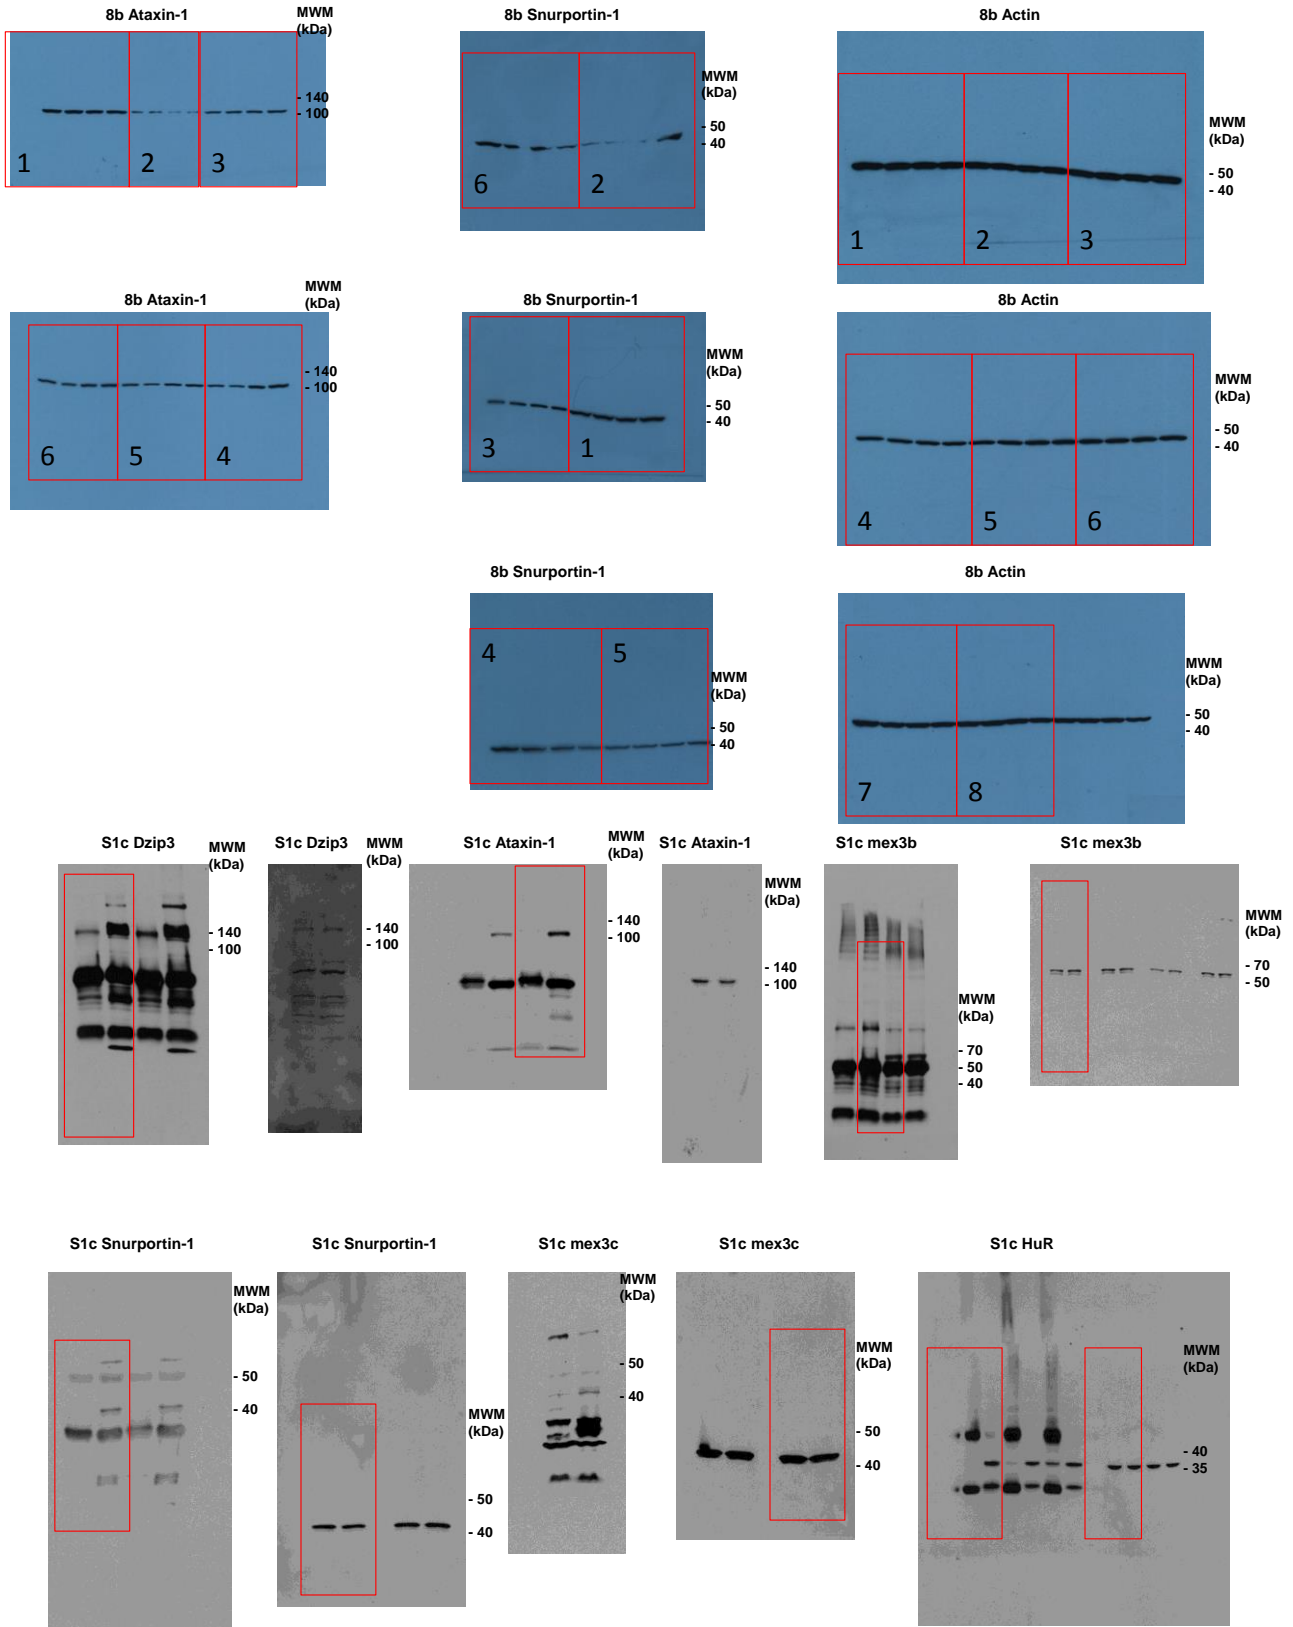 8b Ataxin-1
MWM
(kDa)
- 140
- 100
1
2
3
8b Snurportin-1
MWM
(kDa)
- 50
- 40
6
2
8b Actin
MWM
(kDa)
- 50
- 40
1
2
3
8b Ataxin-1
MWM
(kDa)
- 140
- 100
6
5
4
8b Snurportin-1
MWM
(kDa)
- 50
- 40
3
1
8b Actin
MWM
(kDa)
- 50
- 40
4
5
6
8b Snurportin-1
4
5
MWM
(kDa)
- 50
- 40
8b Actin
MWM
(kDa)
- 50
- 40
7
8
S1c Dzip3
MWM
(kDa)
- 140
- 100
S1c Dzip3
MWM
(kDa)
- 140
- 100
S1c Ataxin-1
MWM
(kDa)
- 140
- 100
S1c Ataxin-1
MWM
(kDa)
- 140
- 100
S1c mex3b
MWM
(kDa)
- 70
- 50
- 40
S1c mex3b
MWM
(kDa)
- 70
- 50
S1c Snurportin-1
MWM
(kDa)
- 50
- 40
S1c Snurportin-1
MWM
(kDa)
- 50
- 40
S1c mex3c
MWM
(kDa)
- 50
- 40
S1c mex3c
MWM
(kDa)
- 50
- 40
S1c HuR
MWM
(kDa)
- 40
- 35